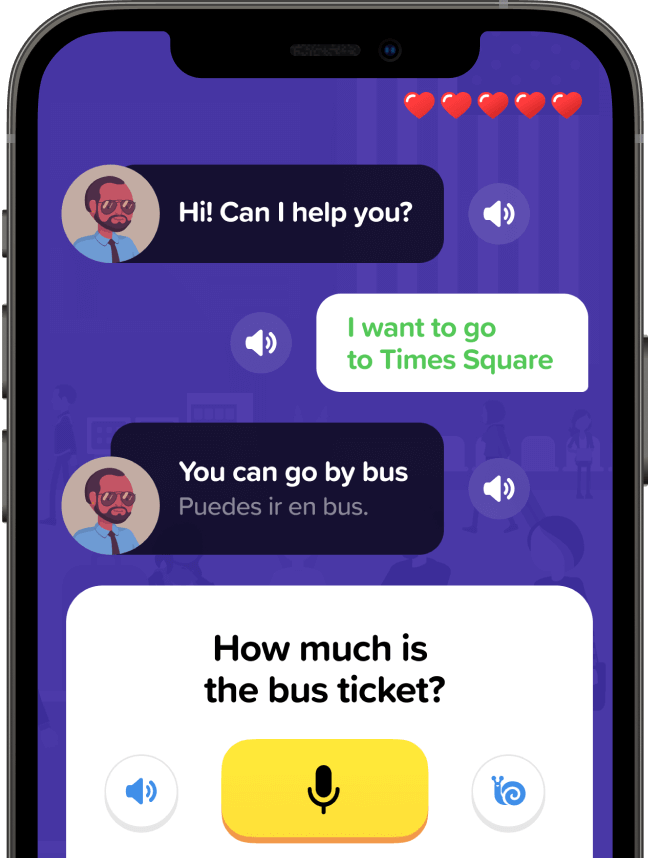 Hi! Can I help you?
I want to go
to Times Square
You can go by bus
Puedes ir en bus.
How much is
the bus ticket?